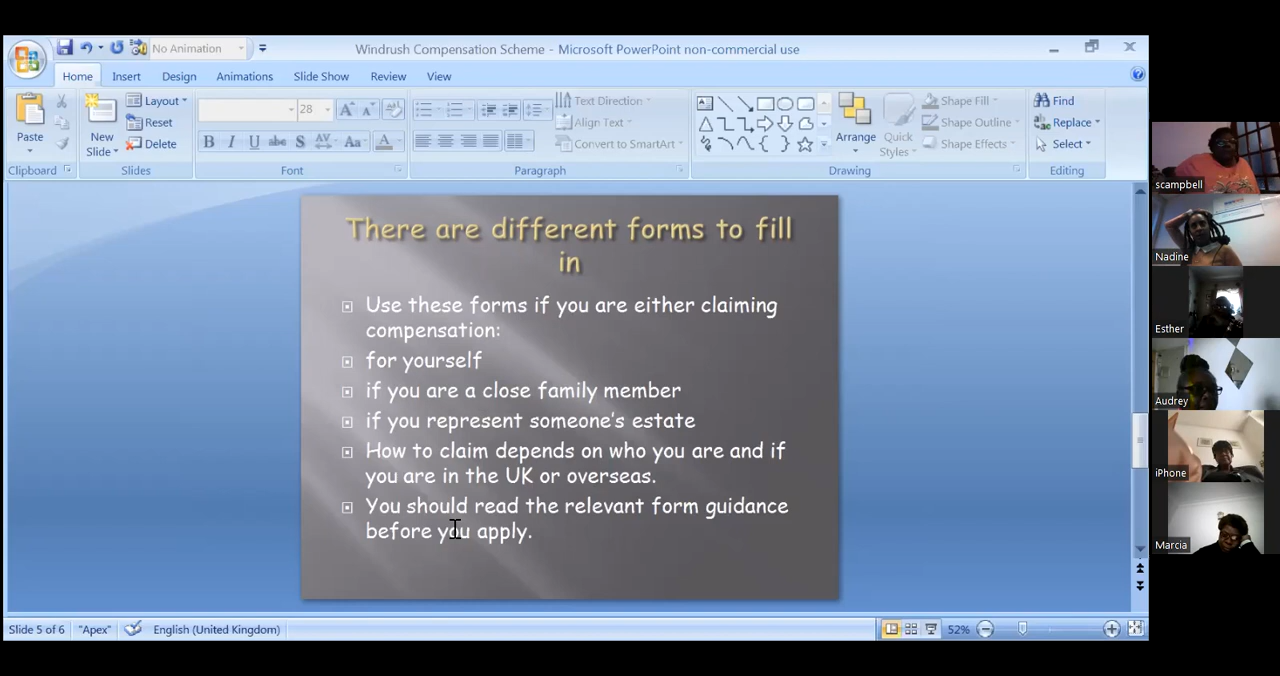 No Animation
Windrush Compensation Scheme - Microsoft PowerPoint non-commercial use
Home Insert Design Slide Show Animations Review View
Paste
New Slide
Layout
Reset
Delete
28
B I U abc S AV Aa A
Text Direction
Align Text
Convert to SmartArt
Arrange
Quick Styles
Shape Fill
Shape Outline
Shape Effects
Find
Replace
Select
Clipboard Slides Font Paragraph Drawing Editing
There are different forms to fill
in
Use these forms if you are either claiming
compensation:
for yourself
if you are a close family member
if you represent someone's estate
How to claim depends on who you are and if
you are in the UK or overseas.
You should read the relevant form guidance
before you apply.
scampbell
Nadine
Esther
Audrey
iPhone
Marcia
Slide 5 of 6 "Apex" English (United Kingdom) 52%